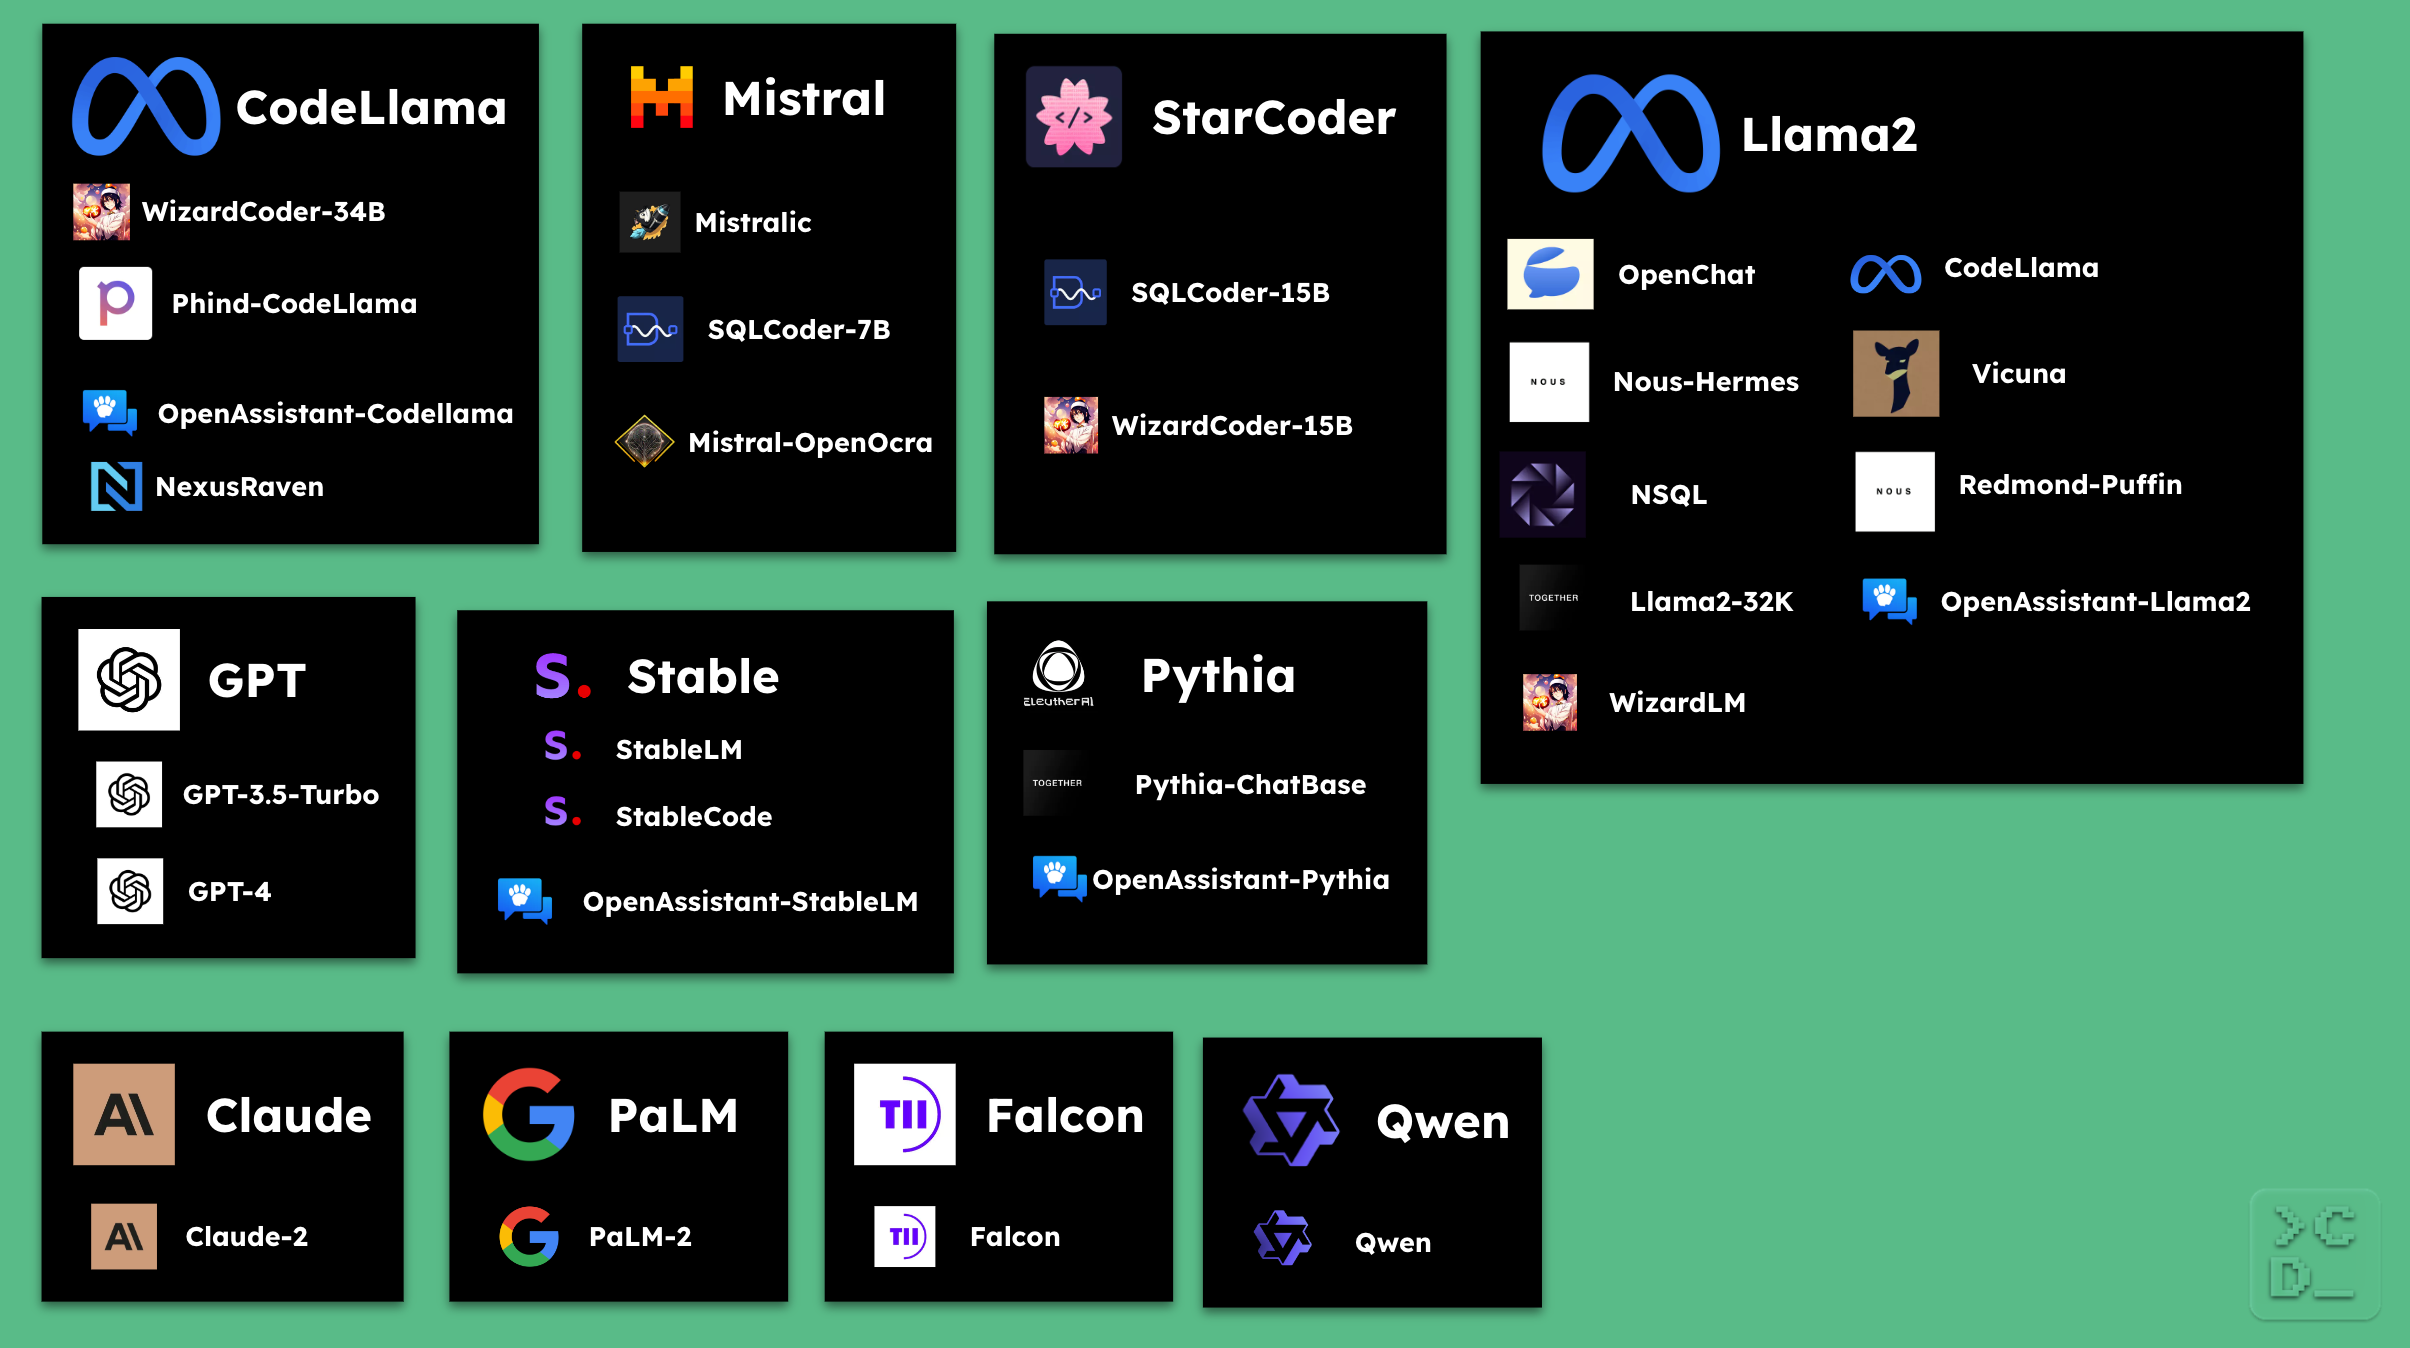 CodeLlama
WizardCoder-34B
Phind-CodeLlama
OpenAssistant-Codellama
NexusRaven
Mistral
Mistralic
SQLCoder-7B
Mistral-OpenOcra
StarCoder
SQLCoder-15B
WizardCoder-15B
Llama2
OpenChat
CodeLlama
NOUS
Nous-Hermes
Vicuna
NSQL
NOUS
Redmond-Puffin
TOGETHER
Llama2-32K
OpenAssistant-Llama2
WizardLM
GPT
GPT-3.5-Turbo
GPT-4
S. Stable
S. StableLM
S. StableCode
OpenAssistant-StableLM
EleutherAI
Pythia
TOGETHER
Pythia-ChatBase
OpenAssistant-Pythia
A\ Claude
A\ Claude-2
G PaLM
G PaLM-2
TII Falcon
TII Falcon
Qwen
Qwen
>C
D_